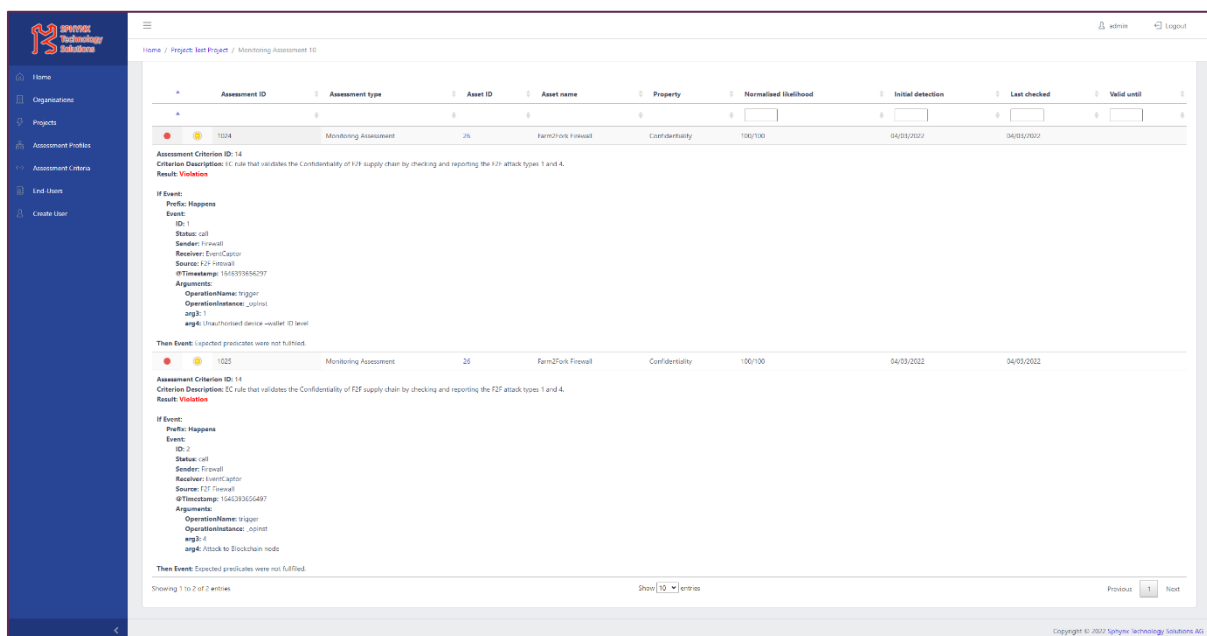 SPHYNX
Technology
Solutions
admin
Logout
Home / Project: Test Project / Monitoring Assessment 10
Home
Organisations
Projects
Assessment Profiles
Assessment Criteria
End-Users
Create User
Assessment ID Assessment type Asset ID Asset name Property Normalised likelihood Initial detection Last checked Valid until
1024 Monitoring Assessment 26 Farm2Fork Firewall Confidentiality 100/100 04/03/2022 04/03/2022
Assessment Criterion ID: 14
Criterion Description: EC rule that validates the Confidentiality of F2F supply chain by checking and reporting the F2F attack types 1 and 4.
Result: Violation
If Event:
Prefix: Happens
Event:
ID: 1
Status: call
Sender: Firewall
Receiver: EventCaptor
Source: F2F Firewall
@Timestamp: 1646393656297
Arguments:
OperationName: trigger
OperationInstance: _opInst
arg3: 1
arg4: Unauthorised device –wallet ID level
Then Event: Expected predicates were not fullfiled.
1025 Monitoring Assessment 26 Farm2Fork Firewall Confidentiality 100/100 04/03/2022 04/03/2022
Assessment Criterion ID: 14
Criterion Description: EC rule that validates the Confidentiality of F2F supply chain by checking and reporting the F2F attack types 1 and 4.
Result: Violation
If Event:
Prefix: Happens
Event:
ID: 2
Status: call
Sender: Firewall
Receiver: EventCaptor
Source: F2F Firewall
@Timestamp: 1646393656497
Arguments:
OperationName: trigger
OperationInstance: _opInst
arg3: 4
arg4: Attack to Blockchain node
Then Event: Expected predicates were not fullfiled.
Showing 1 to 2 of 2 entries
Show 10 entries
Previous 1 Next
Copyright © 2022 Sphynx Technology Solutions AG